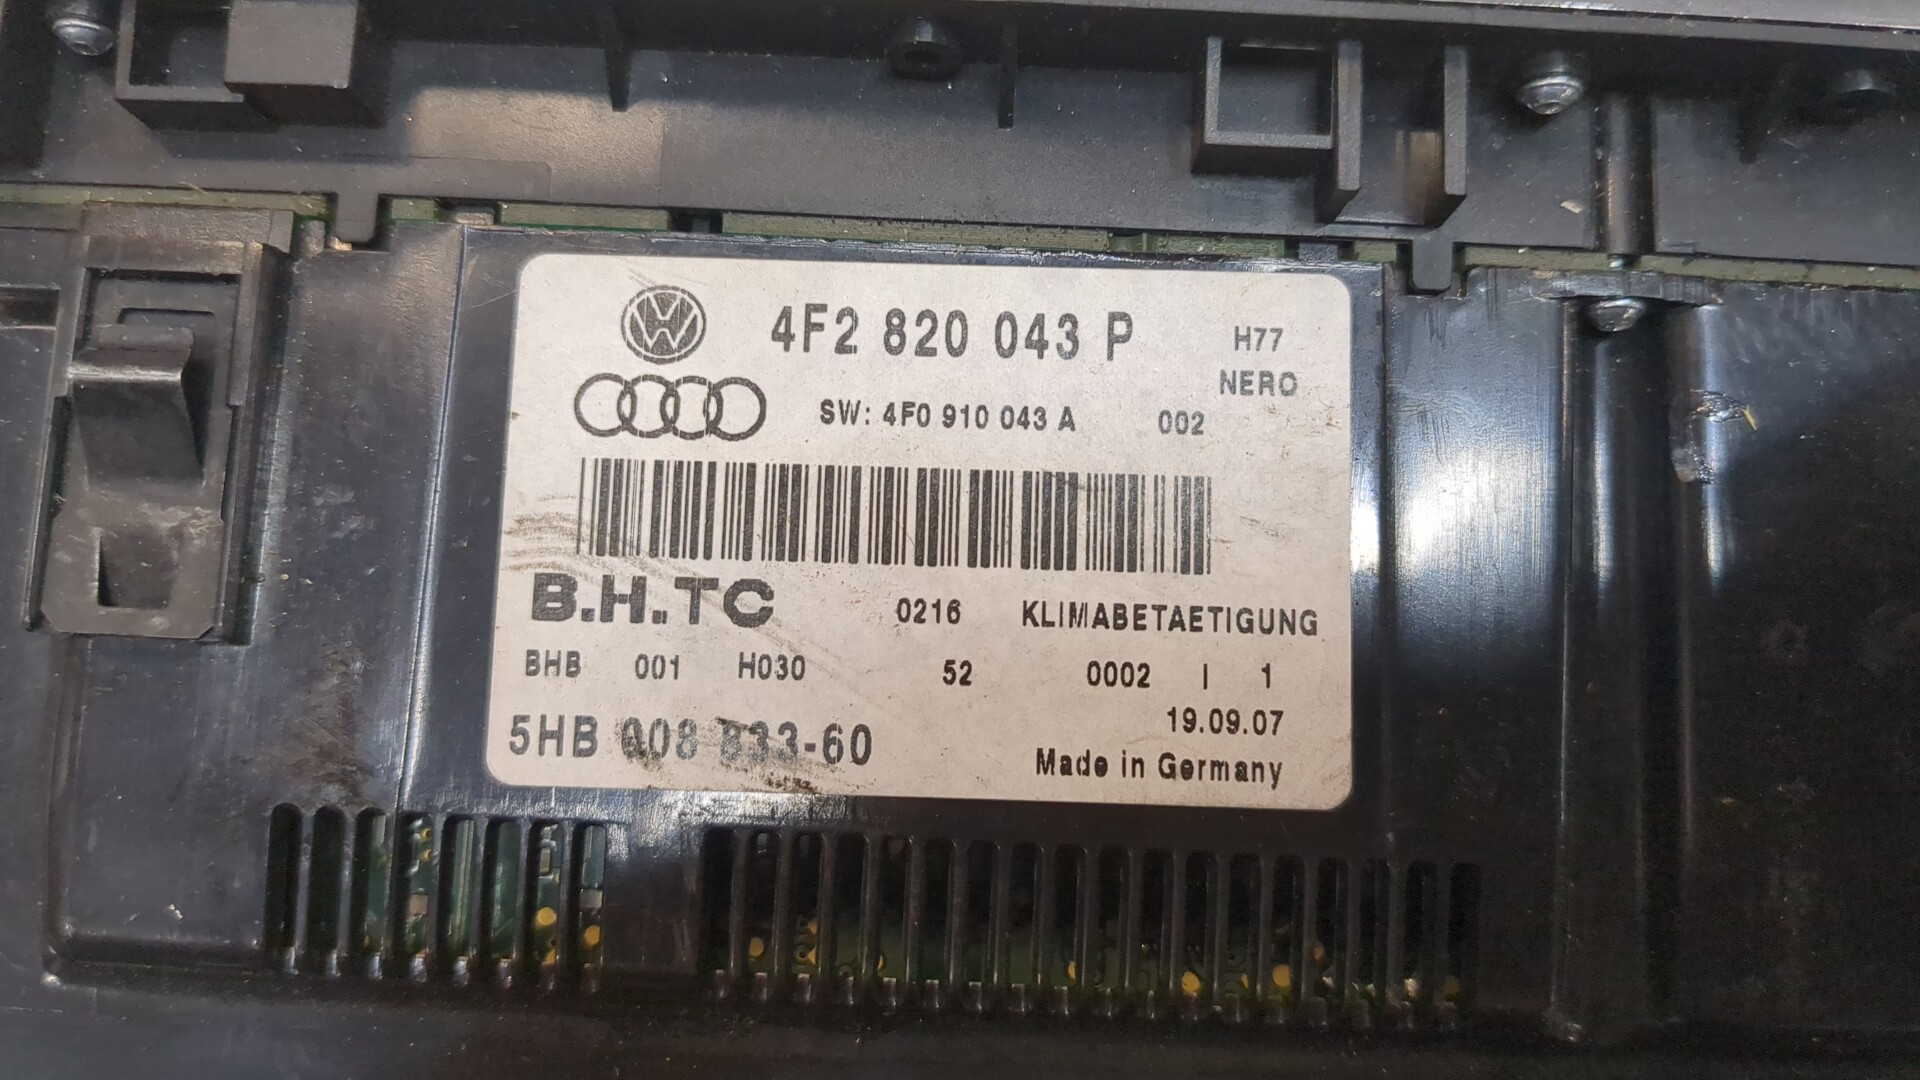 4F2 820 043 P H77
NERO
SW: 4F0 910 043 A 002
B.H.TC 0216 KLIMABETAETIGUNG
BHB 001 H030 52 0002 I 1
19.09.07
5HB 008 833-60
Made in Germany